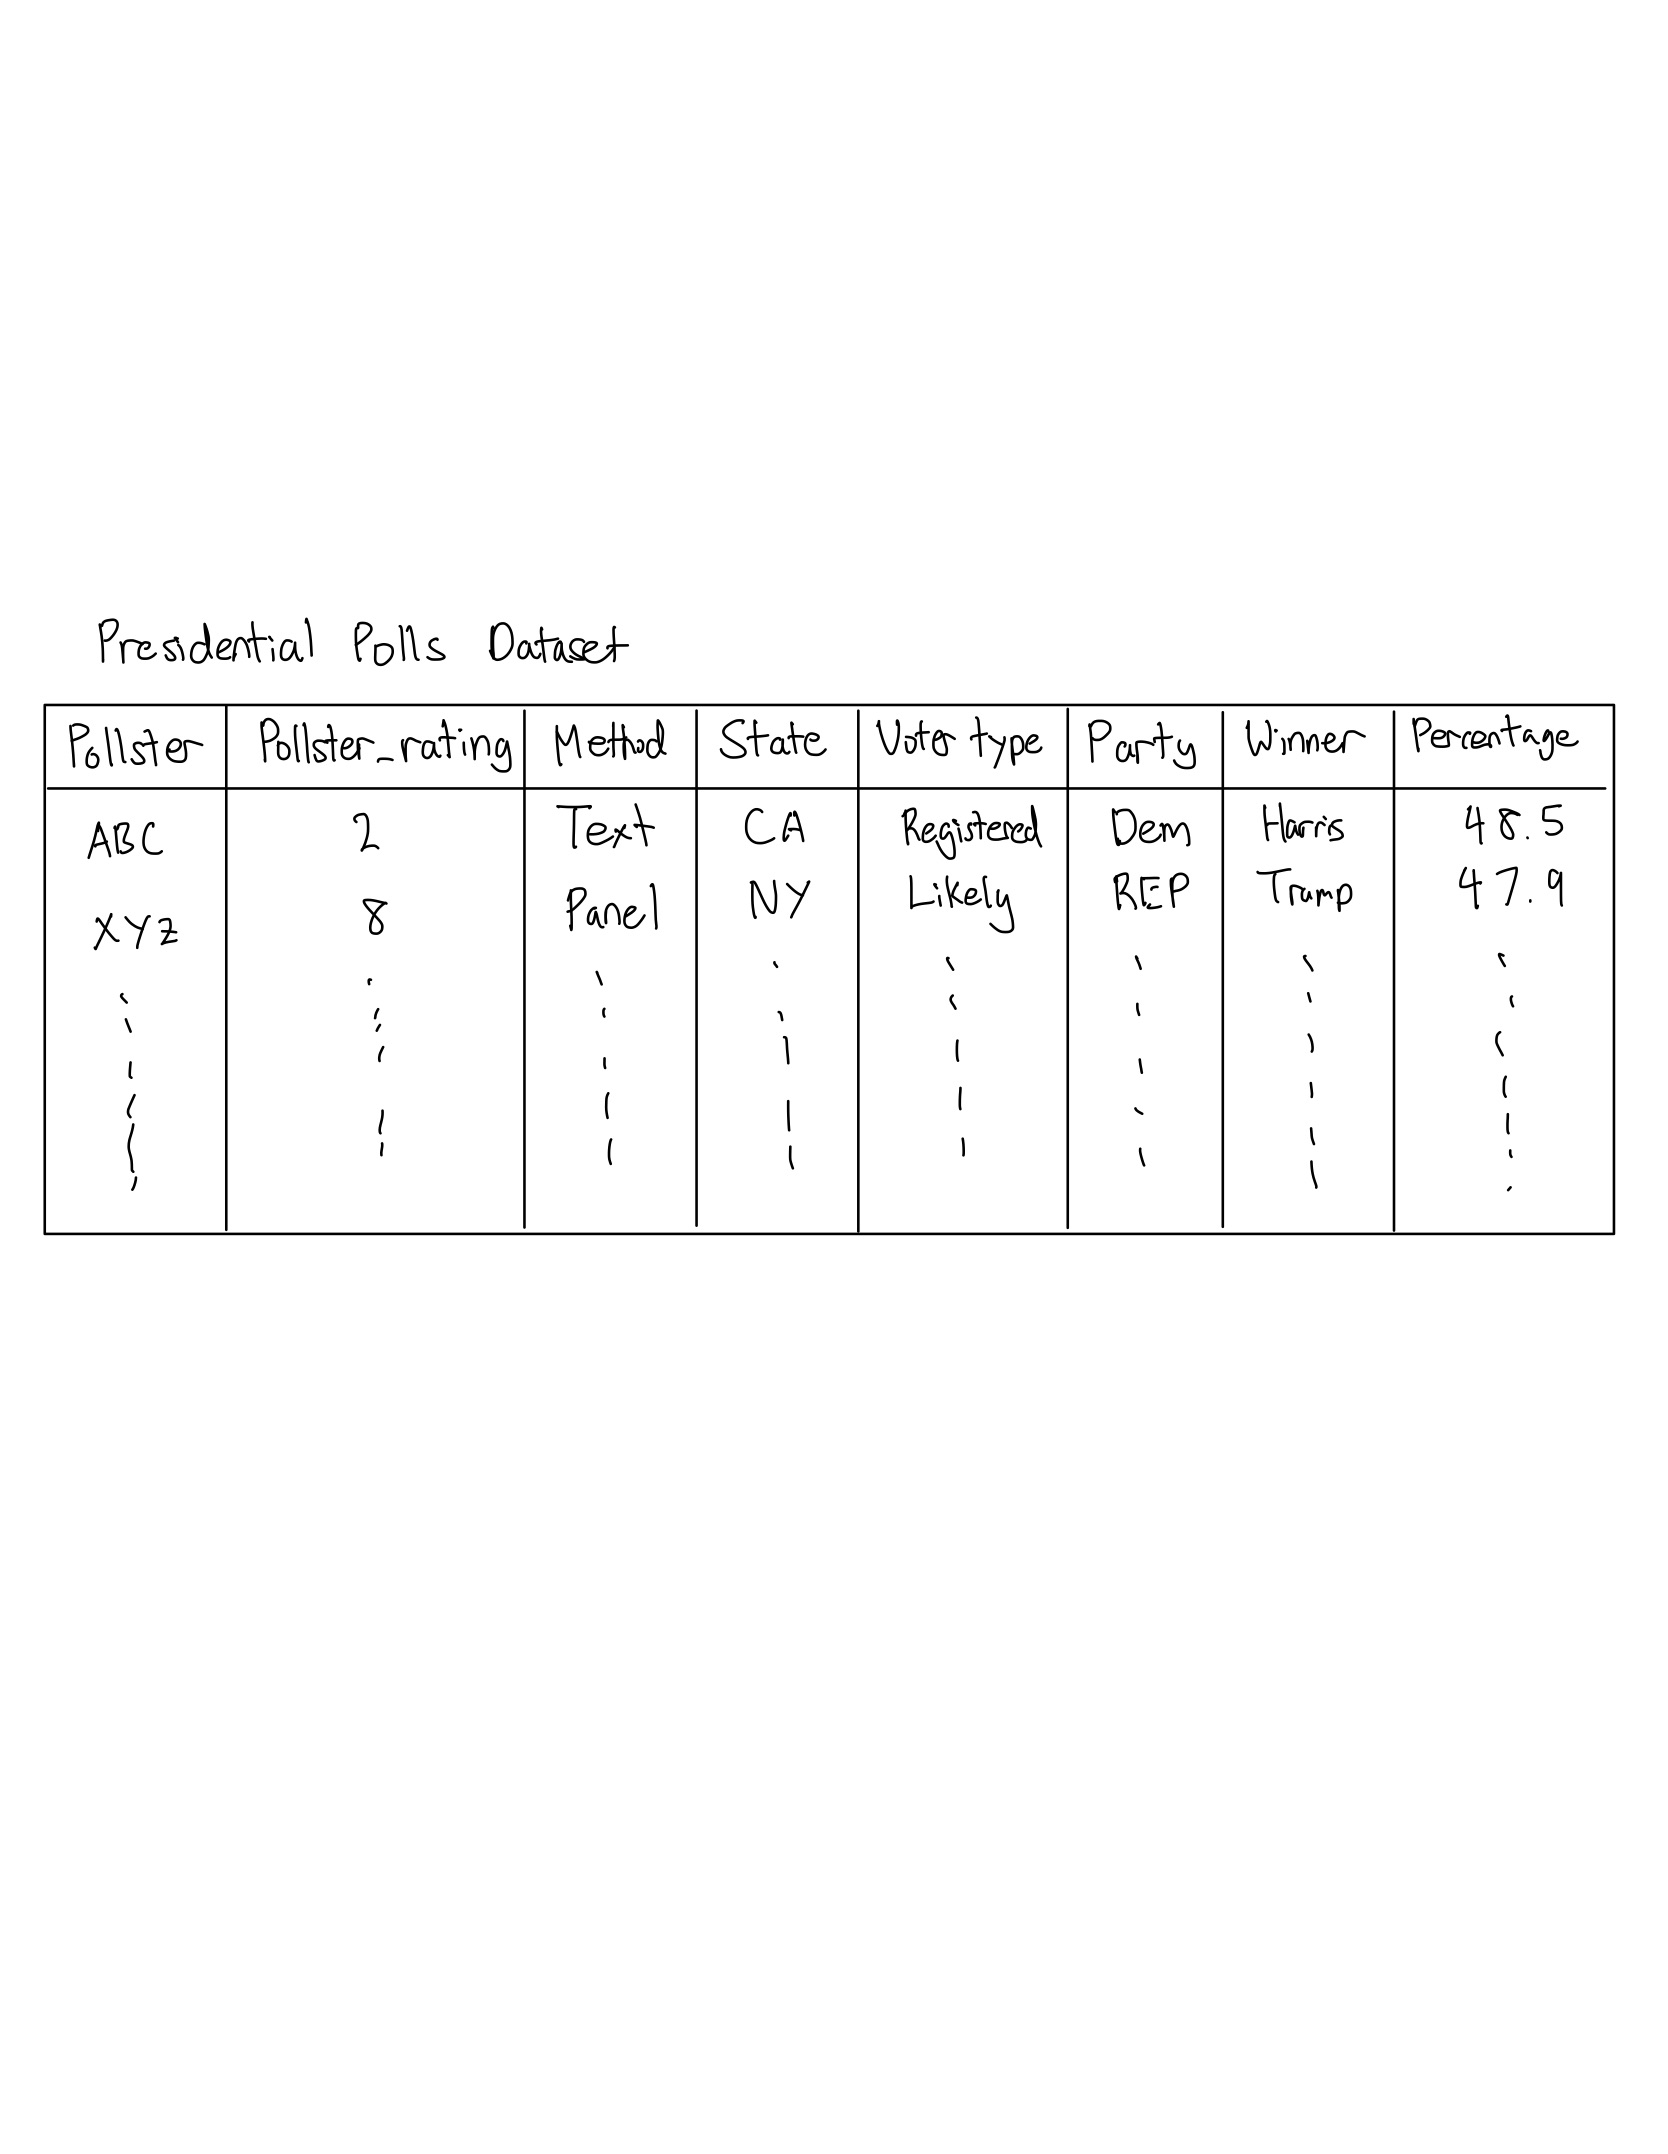 Presidential Polls Dataset
Pollster Pollster_rating Method State Voter type Party Winner Percentage
ABC 2 Text CA Registered Dem Harris 48.5
XYZ 8 Panel NY Likely REP Trump 47.9